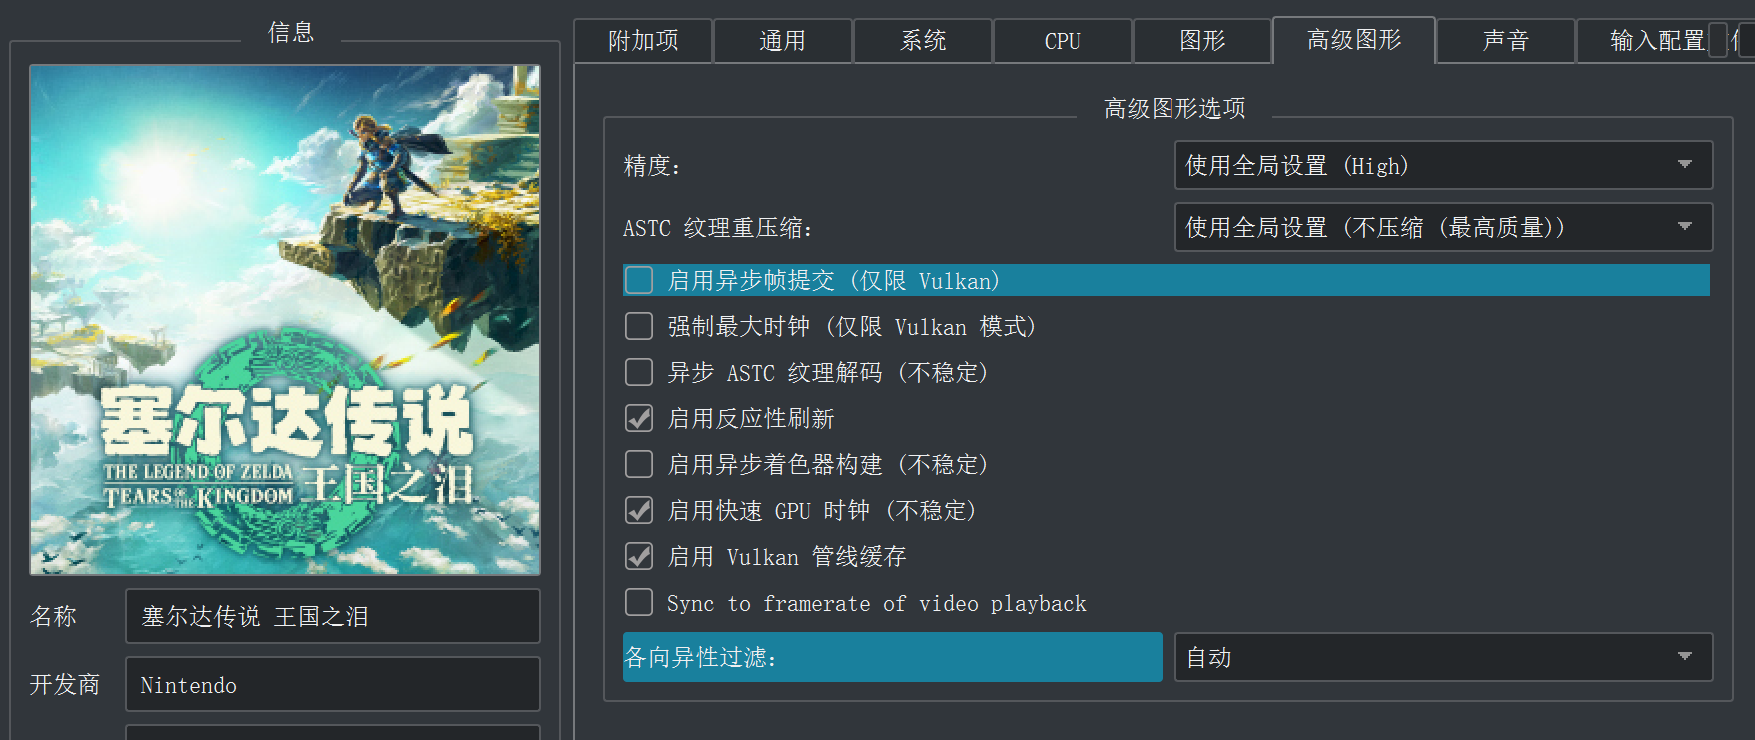 信息
附加项
通用
系统
CPU
图形
高级图形
声音
输入配置
塞尔达传说
THE LEGEND OF ZELDA
TEARS OF THE KINGDOM
王国之泪
名称
塞尔达传说 王国之泪
开发商
Nintendo
高级图形选项
精度:
使用全局设置 (High)
ASTC 纹理重压缩:
使用全局设置 (不压缩 (最高质量))
启用异步帧提交 (仅限 Vulkan)
强制最大时钟 (仅限 Vulkan 模式)
异步 ASTC 纹理解码 (不稳定)
启用反应性刷新
启用异步着色器构建 (不稳定)
启用快速 GPU 时钟 (不稳定)
启用 Vulkan 管线缓存
Sync to framerate of video playback
各向异性过滤:
自动